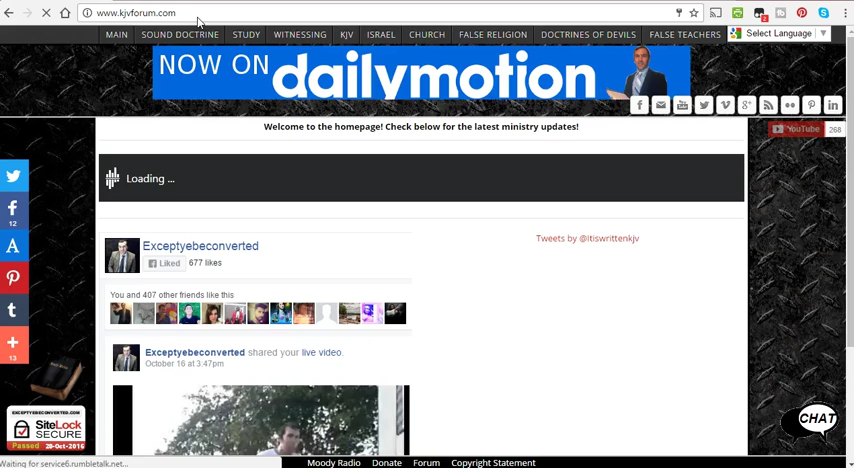 www.kjvforum.com
2
MAIN SOUND DOCTRINE STUDY WITNESSING KJV ISRAEL CHURCH FALSE RELIGION DOCTRINES OF DEVILS FALSE TEACHERS Select Language
NOW ON dailymotion
Welcome to the homepage! Check below for the latest ministry updates!
YouTube 268
Loading ...
12
13
Exceptyebeconverted
Liked 677 likes
Tweets by @itiswrittenkjv
You and 407 other friends like this
Exceptyebeconverted shared your live video.
October 16 at 3:47pm
EXCEPTYEBECONVERTED.COM
SiteLock
SECURE
Passed 28-Oct-2016
CHAT
Waiting for service6.rumbletalk.net...
Moody Radio Donate Forum Copyright Statement